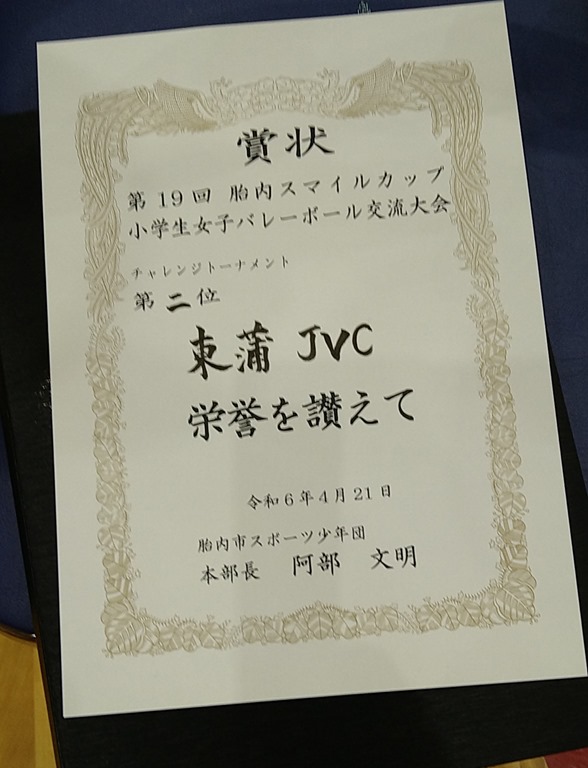 賞状
第19回 胎内スマイルカップ
小学生女子バレーボール交流大会
チャレンジトーナメント
第二位
東蒲 JVC
栄誉を讃えて
令和6年4月21日
胎内市スポーツ少年団
本部長 阿部 文明